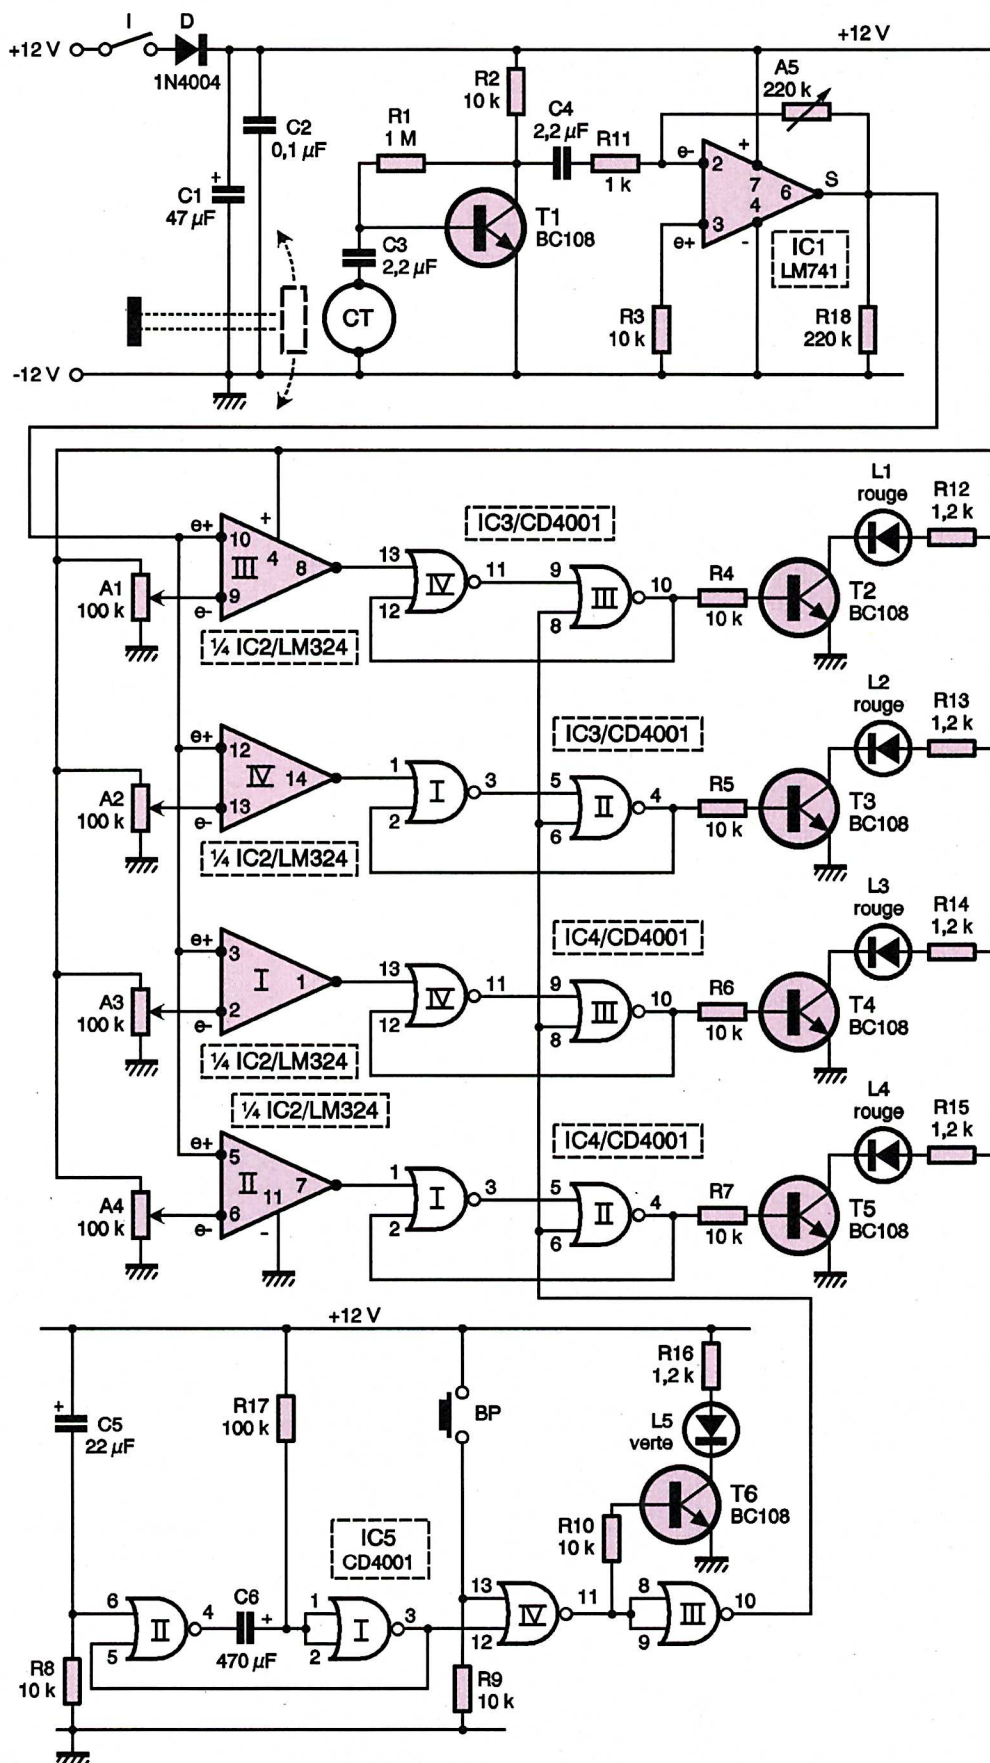 I
D
+12 V
1N4004
+12 V
R2
10 k
A5
220 k
C4
2,2 µF
R11
1 k
R1
1 M
C2
0,1 µF
+
C1
47 µF
C3
2,2 µF
T1
BC108
e-
2
+
7
6
S
4
3
e+
-
IC1
LM741
CT
R3
10 k
R18
220 k
-12 V
L1
rouge
R12
1,2 k
IC3/CD4001
e+
10
+
4
III
8
9
e-
A1
100 k
13
12
IV
11
9
8
III
10
R4
10 k
T2
BC108
¼ IC2/LM324
L2
rouge
R13
1,2 k
IC3/CD4001
e+
12
IV
14
13
e-
A2
100 k
1
2
I
3
5
6
II
4
R5
10 k
T3
BC108
¼ IC2/LM324
L3
rouge
R14
1,2 k
IC4/CD4001
e+
3
I
1
2
e-
A3
100 k
13
12
IV
11
9
8
III
10
R6
10 k
T4
BC108
¼ IC2/LM324
¼ IC2/LM324
L4
rouge
R15
1,2 k
IC4/CD4001
e+
5
II
7
11
6
e-
-
A4
100 k
1
2
I
3
5
6
II
4
R7
10 k
T5
BC108
+12 V
R16
1,2 k
+
C5
22 µF
R17
100 k
BP
L5
verte
T6
BC108
IC5
CD4001
R10
10 k
6
5
II
4
C6
+
470 µF
1
2
I
3
13
12
IV
11
8
9
III
10
R8
10 k
R9
10 k